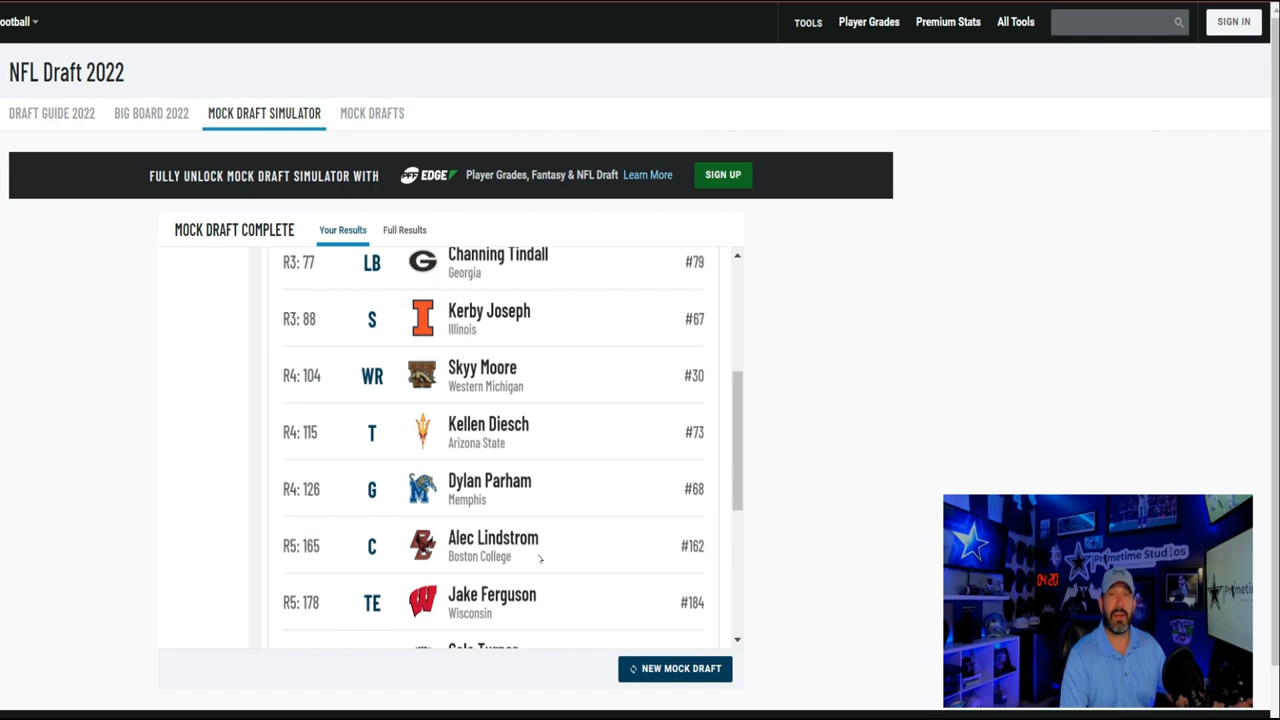 ootball
TOOLS
Player Grades
Premium Stats
All Tools
SIGN IN
NFL Draft 2022
DRAFT GUIDE 2022
BIG BOARD 2022
MOCK DRAFT SIMULATOR
MOCK DRAFTS
FULLY UNLOCK MOCK DRAFT SIMULATOR WITH
PFF EDGE
Player Grades, Fantasy & NFL Draft Learn More
SIGN UP
MOCK DRAFT COMPLETE
Your Results
Full Results
R3: 77 LB Channing Tindall #79
Georgia
R3: 88 S Kerby Joseph #67
Illinois
R4: 104 WR Skyy Moore #30
Western Michigan
R4: 115 T Kellen Diesch #73
Arizona State
R4: 126 G Dylan Parham #68
Memphis
R5: 165 C Alec Lindstrom #162
Boston College
R5: 178 TE Jake Ferguson #184
Wisconsin
NEW MOCK DRAFT
Primetime Studios
04:20